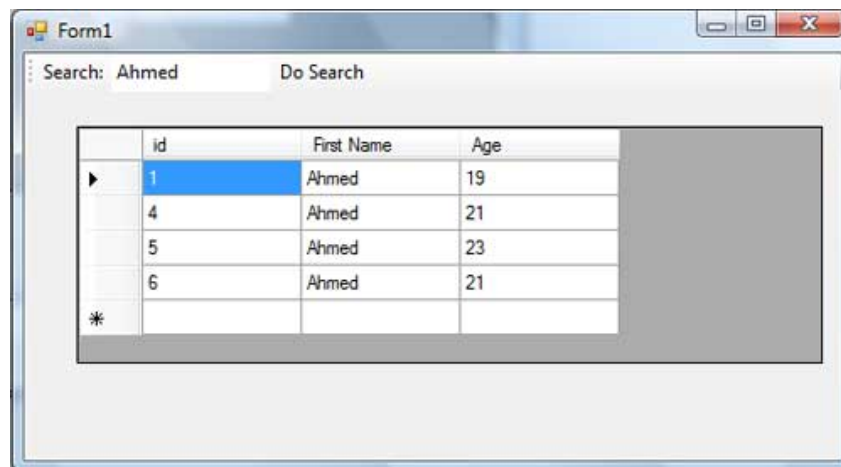 Form1
Search: Ahmed Do Search
id First Name Age
1 Ahmed 19
4 Ahmed 21
5 Ahmed 23
6 Ahmed 21